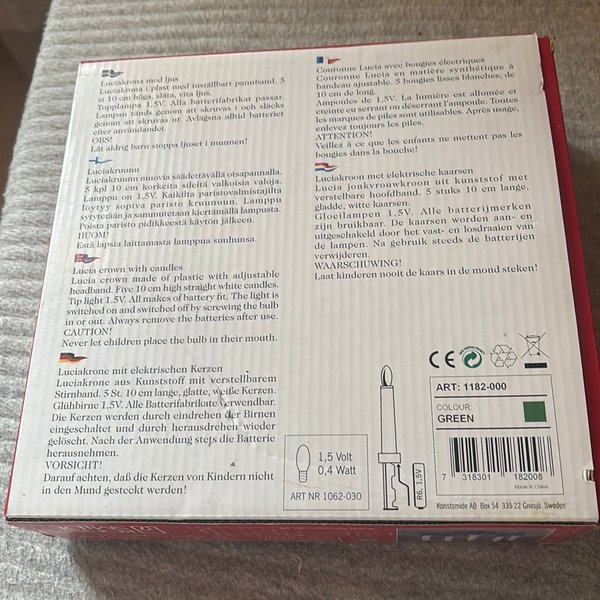 Luciakrona med ljus
Luciakrona i plast med inställbart pannband. 5
st 10 cm höga, släta, vita ljus.
Topplampa 1,5V. Alla batterifabrikat passar.
Lampan tänds genom att skruvas i och släcks
genom att skruvas ur. Avlägsna alltid batteriet
efter användandet.
OBS!
Låt aldrig barn stoppa ljuset i munnen!
Luciakruunu
Luciakruunu muovia säädettävällä otsapannalla.
5 kpl 10 cm korkeita sileitä valkoisia valoja.
Lamppu on 1,5V. Kaikilta paristovalmistajilta
löytyy sopiva paristo kruunuun. Lamppu
sytytetään ja sammutetaan kiertämällä lampusta.
Poista paristo pidikkeestä käytön jälkeen.
HUOM!
Estä lapsia laittamasta lamppua suuhunsa.
Lucia crown with candles
Lucia crown made of plastic with adjustable
headband. Five 10 cm high straight white candles.
Tip light 1.5V. All makes of battery fit. The light is
switched on and switched off by screwing the bulb
in or out. Always remove the batteries after use.
CAUTION!
Never let children place the bulb in their mouth.
Luciakrone mit elektrischen Kerzen
Luciakrone aus Kunststoff mit verstellbarem
Stirnband. 5 St. 10 cm lange, glatte, weiße Kerzen.
Glühbirne 1,5V. Alle Batteriefabrikate verwendbar.
Die Kerzen werden durch eindrehen der Birnen
eingeschaltet und durch herausdrehen wieder
gelöscht. Nach der Anwendung steps die Batterie
herausnehmen.
VORSICHT!
Darauf achten, daß die Kerzen von Kindern nicht
in den Mund gesteckt werden!
Couronne Lucia avec bougies électriques
Couronne Lucia en matière synthétique à
bandeau ajustable. 5 bougies lisses blanches, de
10 cm de long.
Ampoules de 1,5V. La lumière est allumée et
éteinte en serrant ou déserrant l'ampoule. Toutes
les marques de piles sont utilisables. Après usage,
enlevez toujours les piles.
ATTENTION!
Veillez à ce que les enfants ne mettent pas les
bougies dans la bouche!
Luciakroon met elektrische kaarsen
Lucia jonkvrouwkroon uit kunststof met
verstelbare hoofdband. 5 stuks 10 cm lange,
gladde, witte kaarsen.
Gloeilampen 1,5V. Alle batterijmerken
zijn bruikbaar. De kaarsen worden aan- en
uitgeschakeld door het vast- en losdraaien van
de lampen. Na gebruik steeds de batterijen
verwijderen.
WAARSCHUWING!
Laat kinderen nooit de kaars in de mond steken!
CE
ART: 1182-000
COLOUR:
GREEN
7 318301 182008
Made in China
Konstsmide AB Box 54 335 22 Gnosjö Sweden
1,5 Volt
0,4 Watt
ART NR 1062-030
R6, 1,5V